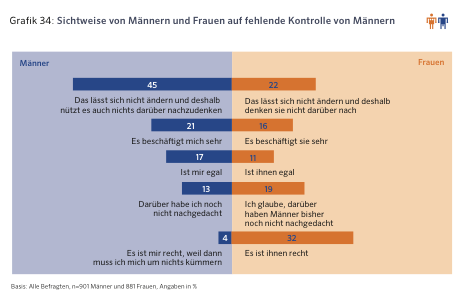 Grafik 34: Sichtweise von Männern und Frauen auf fehlende Kontrolle von Männern
Männer
Frauen
45
22
Das lässt sich nicht ändern und deshalb
nützt es auch nichts darüber nachzudenken
Das lässt sich nicht ändern und deshalb
denken sie nicht darüber nach
21
16
Es beschäftigt mich sehr
Es beschäftigt sie sehr
17
11
Ist mir egal
Ist ihnen egal
13
19
Darüber habe ich noch
nicht nachgedacht
Ich glaube, darüber
haben Männer bisher
noch nicht nachgedacht
4
32
Es ist mir recht, weil dann
muss ich mich um nichts kümmern
Es ist ihnen recht
Basis: Alle Befragten, n=901 Männer und 881 Frauen, Angaben in %